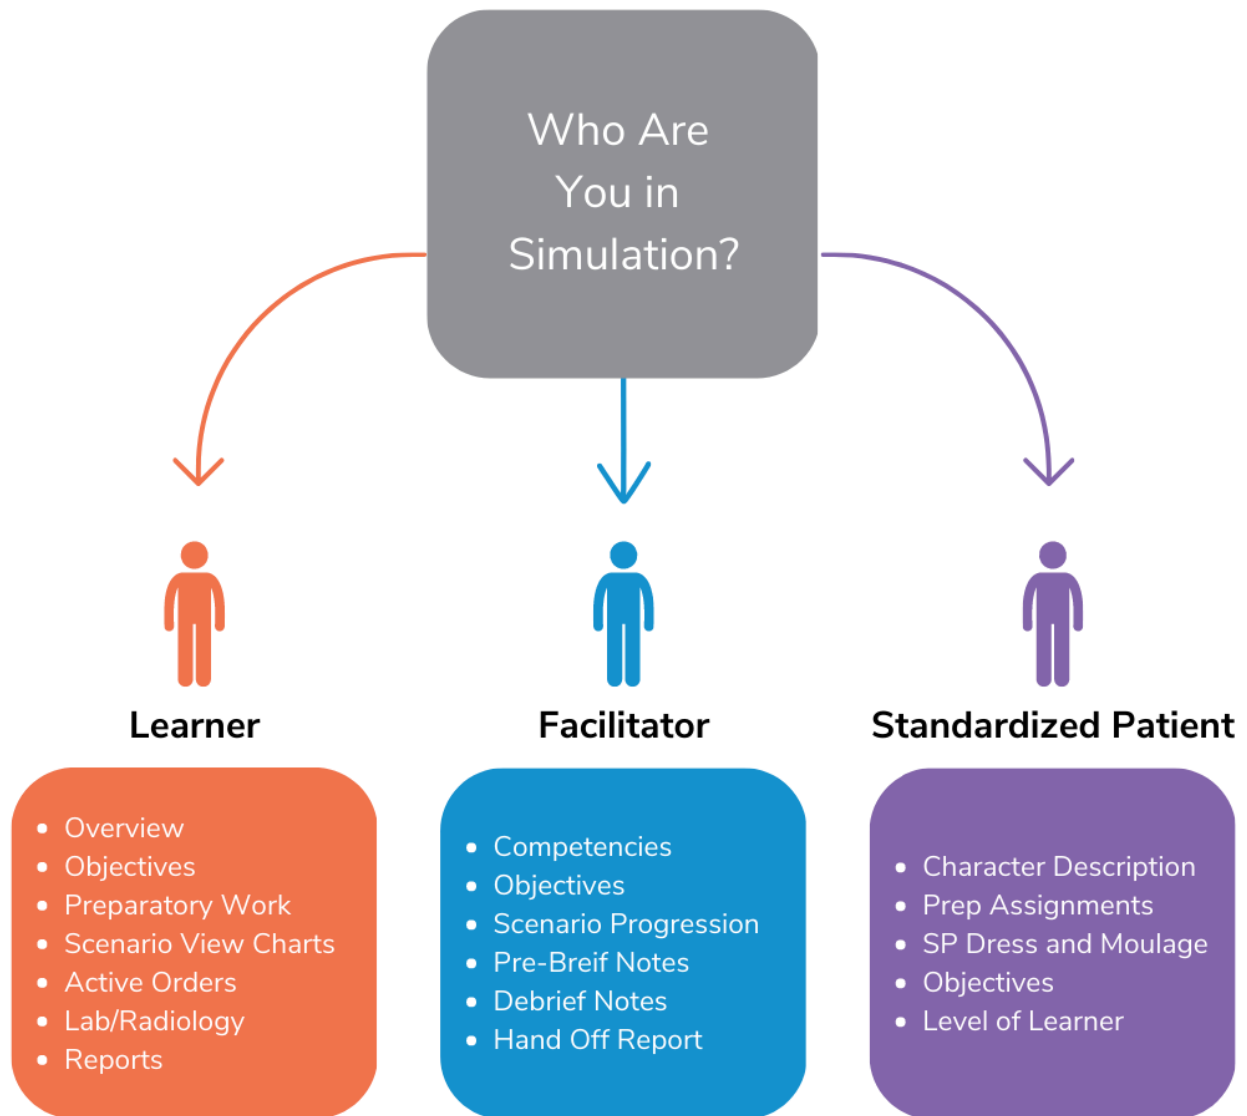 Who Are
You in
Simulation?
Learner
• Overview
• Objectives
• Preparatory Work
• Scenario View Charts
• Active Orders
• Lab/Radiology
• Reports
Facilitator
• Competencies
• Objectives
• Scenario Progression
• Pre-Breif Notes
• Debrief Notes
• Hand Off Report
Standardized Patient
• Character Description
• Prep Assignments
• SP Dress and Moulage
• Objectives
• Level of Learner